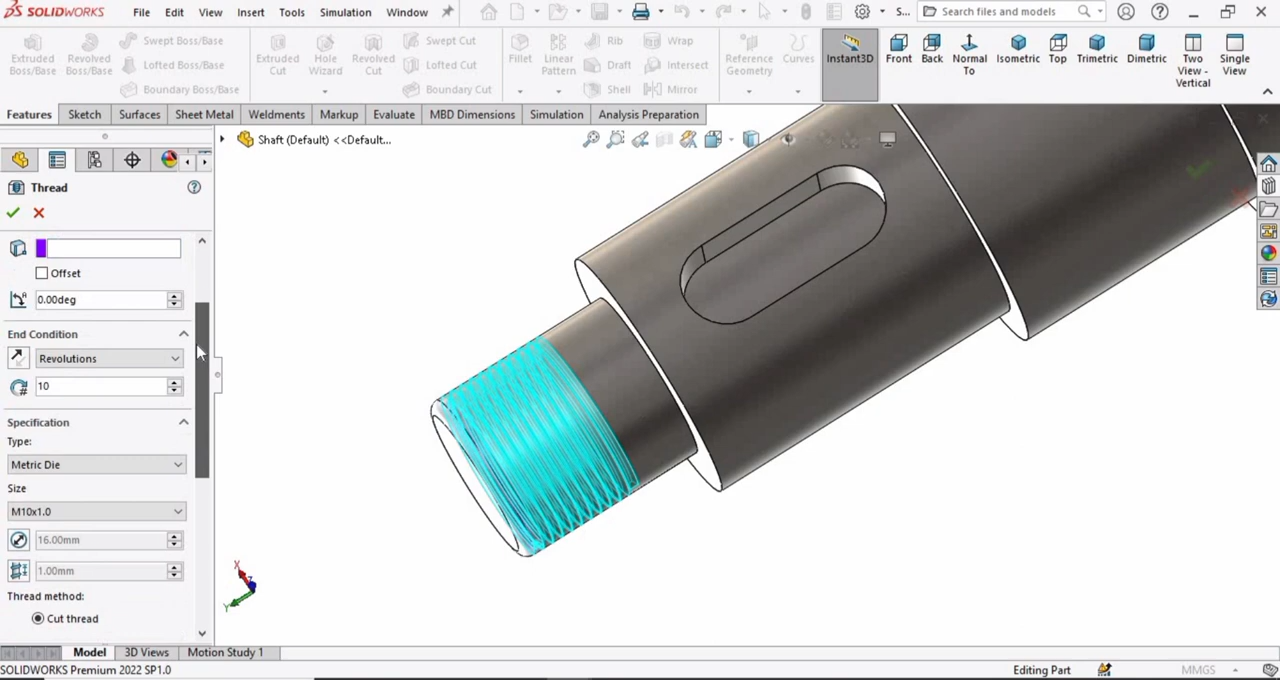 SOLIDWORKS File Edit View Insert Tools Simulation Window S... Search files and models
Extruded Boss/Base
Revolved Boss/Base
Swept Boss/Base
Lofted Boss/Base
Boundary Boss/Base
Extruded Cut
Hole Wizard
Revolved Cut
Swept Cut
Lofted Cut
Boundary Cut
Fillet
Linear Pattern
Rib
Draft
Shell
Wrap
Intersect
Mirror
Reference Geometry
Curves
Instant3D
Front
Back
Normal To
Isometric
Top
Trimetric
Dimetric
Two View - Vertical
Single View
Features Sketch Surfaces Sheet Metal Weldments Markup Evaluate MBD Dimensions Simulation Analysis Preparation
Shaft (Default) <<Default...
Thread
Offset
0.00deg
End Condition
Revolutions
10
Specification
Type:
Metric Die
Size
M10x1.0
16.00mm
1.00mm
Thread method:
Cut thread
X
Y
Z
Model 3D Views Motion Study 1
SOLIDWORKS Premium 2022 SP1.0
Editing Part
MMGS